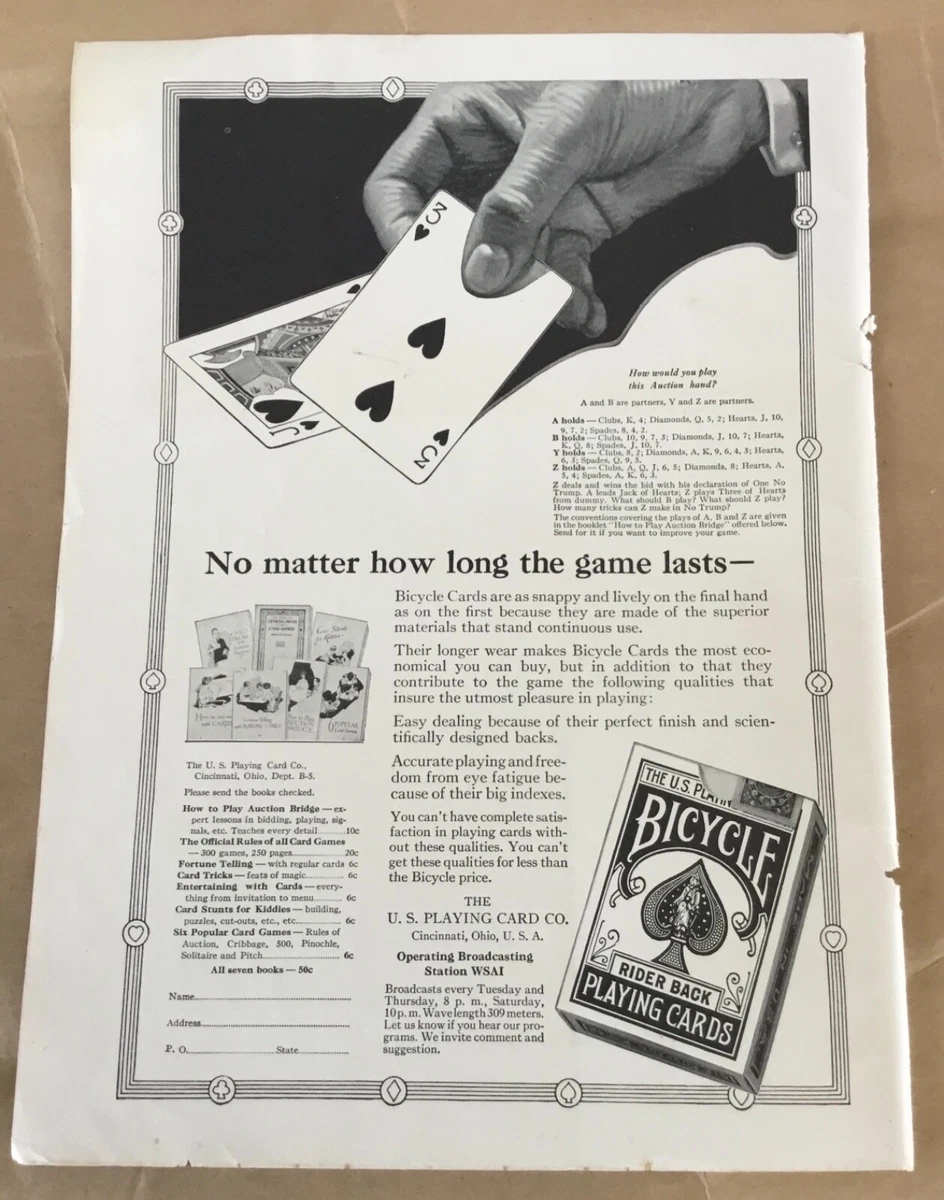 3
3
J
How would you play
this Auction hand?
A and B are partners, Y and Z are partners.
A holds — Clubs, K, 4; Diamonds, Q, 5, 2; Hearts, J, 10,
9, 7, 2; Spades, 8, 4, 2.
B holds — Clubs, 10, 9, 7, 3; Diamonds, J, 10, 7; Hearts,
K, Q, 8; Spades, J, 10, 7.
Y holds — Clubs, 8, 2; Diamonds, A, K, 9, 6, 4, 3; Hearts,
6, 3; Spades, Q, 9, 5.
Z holds — Clubs, A, Q, J, 6, 5; Diamonds, 8; Hearts, A,
5, 4; Spades, A, K, 6, 3.
Z deals and wins the bid with his declaration of One No
Trump. A leads Jack of Hearts; Z plays Three of Hearts
from dummy. What should B play? What should Z play?
How many tricks can Z make in No Trump?
The conventions covering the plays of A, B and Z are given
in the booklet "How to Play Auction Bridge" offered below.
Send for it if you want to improve your game.
No matter how long the game lasts—
Bicycle Cards are as snappy and lively on the final hand
as on the first because they are made of the superior
materials that stand continuous use.
Their longer wear makes Bicycle Cards the most eco-
nomical you can buy, but in addition to that they
contribute to the game the following qualities that
insure the utmost pleasure in playing:
Easy dealing because of their perfect finish and scien-
tifically designed backs.
Accurate playing and free-
dom from eye fatigue be-
cause of their big indexes.
You can't have complete satis-
faction in playing cards with-
out these qualities. You can't
get these qualities for less than
the Bicycle price.
THE
U. S. PLAYING CARD CO.
Cincinnati, Ohio, U. S. A.
Operating Broadcasting
Station WSAI
Broadcasts every Tuesday and
Thursday, 8 p. m., Saturday,
10 p. m. Wave length 309 meters.
Let us know if you hear our pro-
grams. We invite comment and
suggestion.
The U. S. Playing Card Co.,
Cincinnati, Ohio, Dept. B-5.
Please send the books checked.
How to Play Auction Bridge — ex-
pert lessons in bidding, playing, sig-
nals, etc. Teaches every detail........10c
The Official Rules of all Card Games
— 300 games, 250 pages....................20c
Fortune Telling — with regular cards 6c
Card Tricks — feats of magic.............. 6c
Entertaining with Cards — every-
thing from invitation to menu.......... 6c
Card Stunts for Kiddies — building,
puzzles, cut-outs, etc., etc................. 6c
Six Popular Card Games — Rules of
Auction, Cribbage, 500, Pinochle,
Solitaire and Pitch........................... 6c
All seven books — 50c
Name....................
Address....................
P. O....................State....................
THE U.S. PLAYIN
BICYCLE
RIDER BACK
PLAYING CARDS